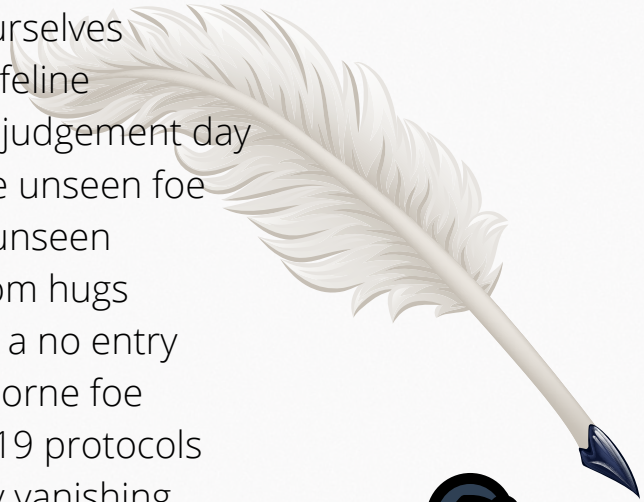 urselves
feline
judgement day
e unseen foe
unseen
om hugs
a no entry
orne foe
19 protocols
vanishing